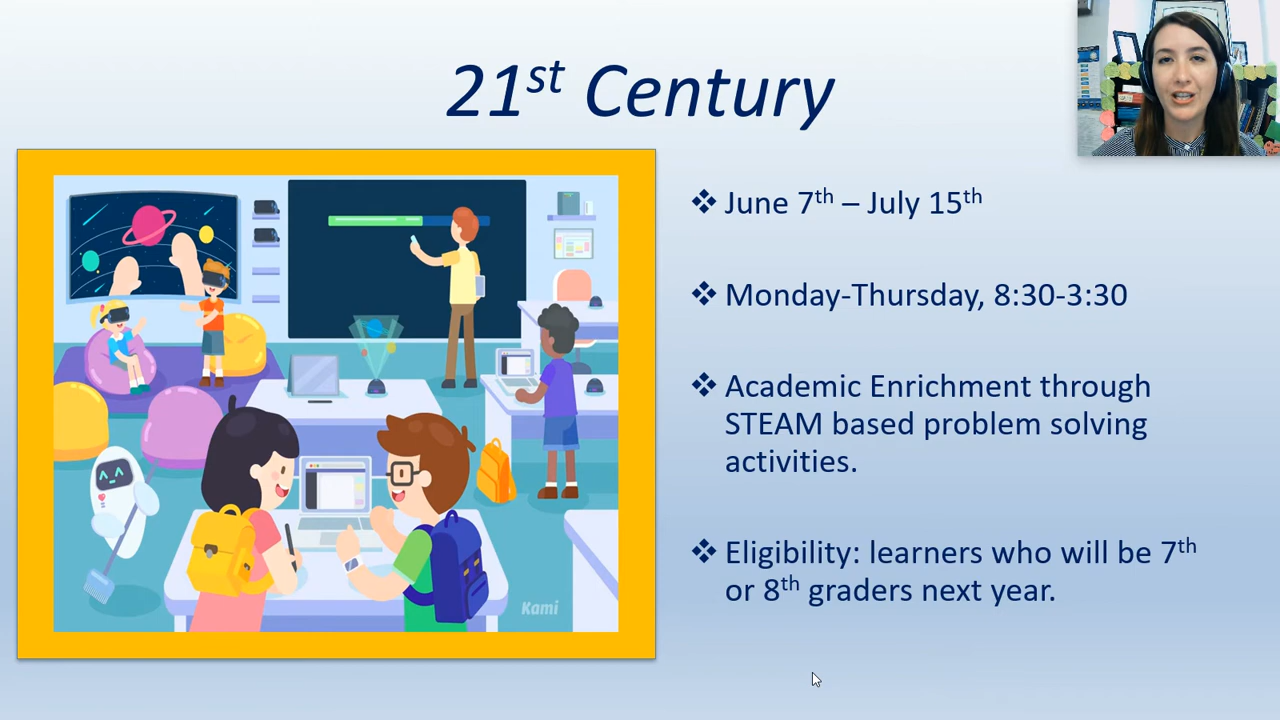 21st Century
❖ June 7th – July 15th
❖ Monday-Thursday, 8:30-3:30
❖ Academic Enrichment through
STEAM based problem solving
activities.
❖ Eligibility: learners who will be 7th
or 8th graders next year.
Kami